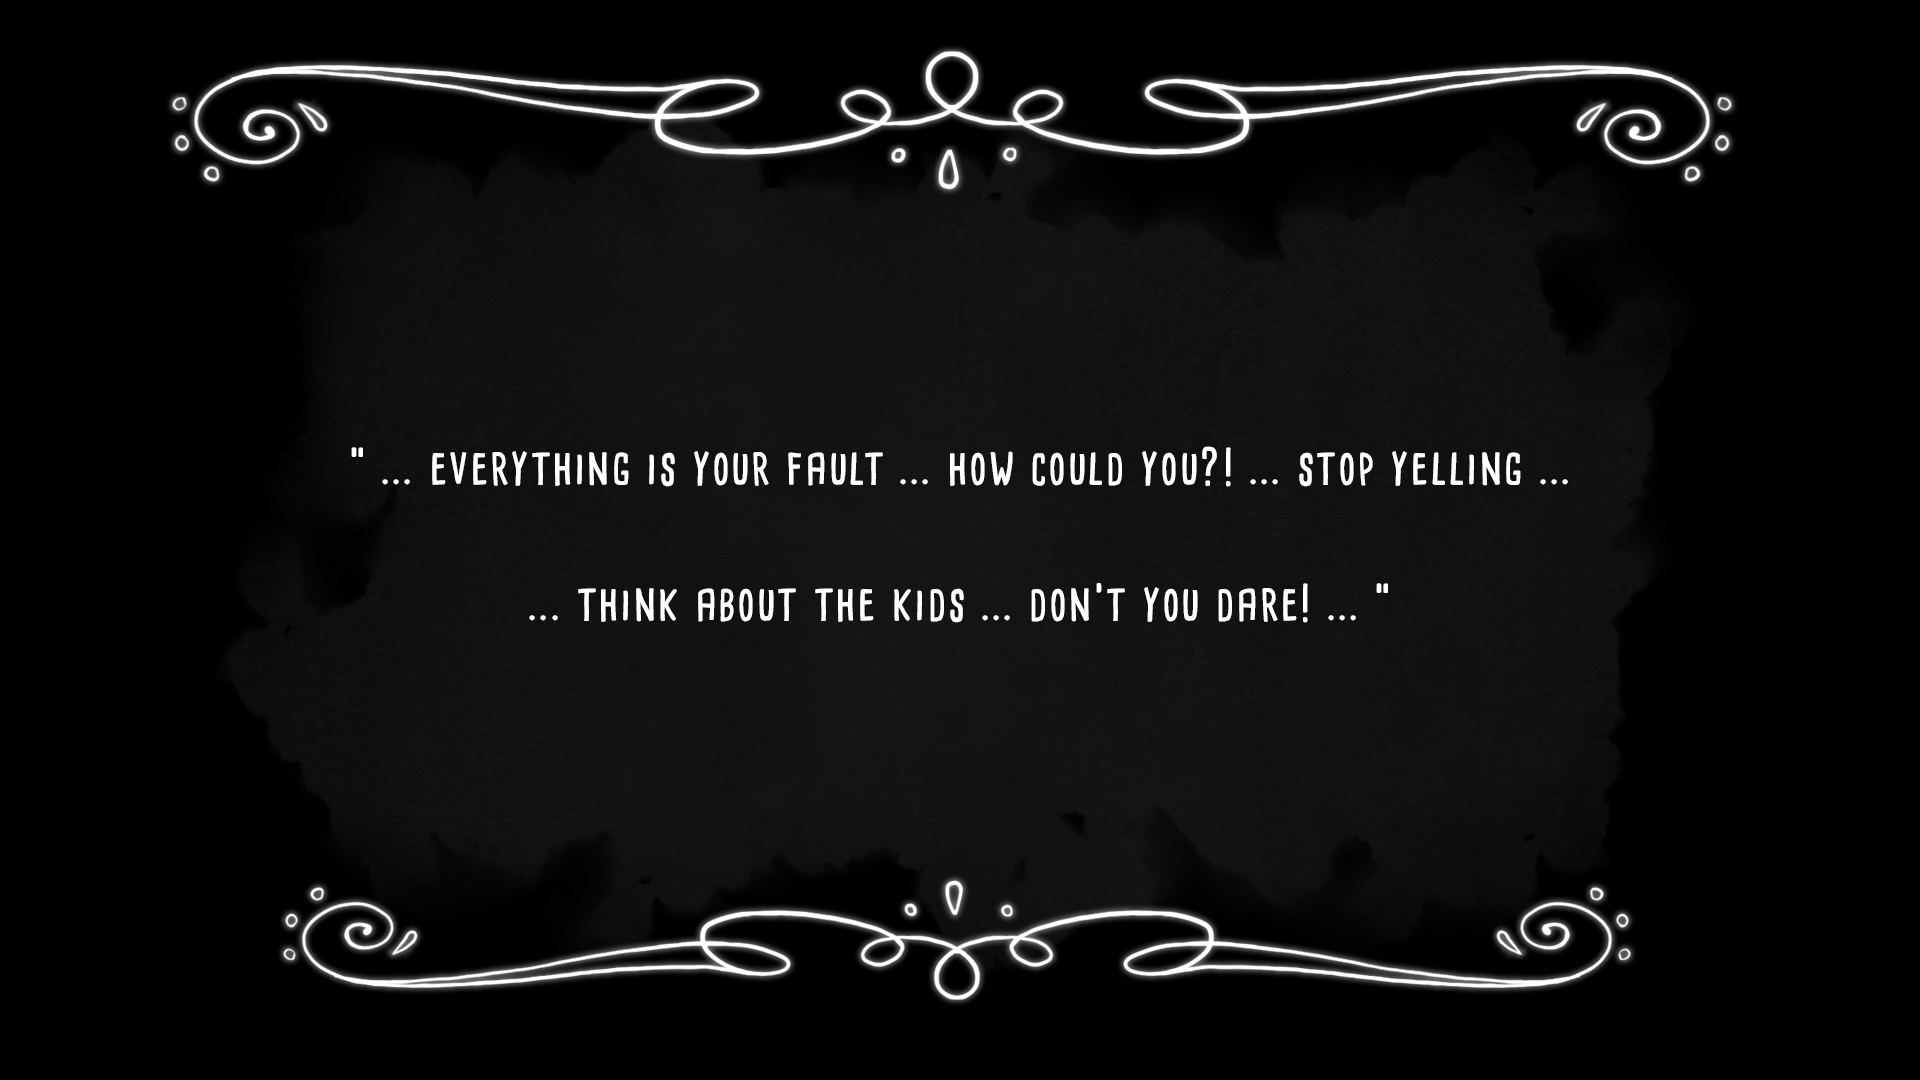 " ... EVERYTHING IS YOUR FAULT ... HOW COULD YOU?! ... STOP YELLING ...
... THINK ABOUT THE KIDS ... DON'T YOU DARE! ... "